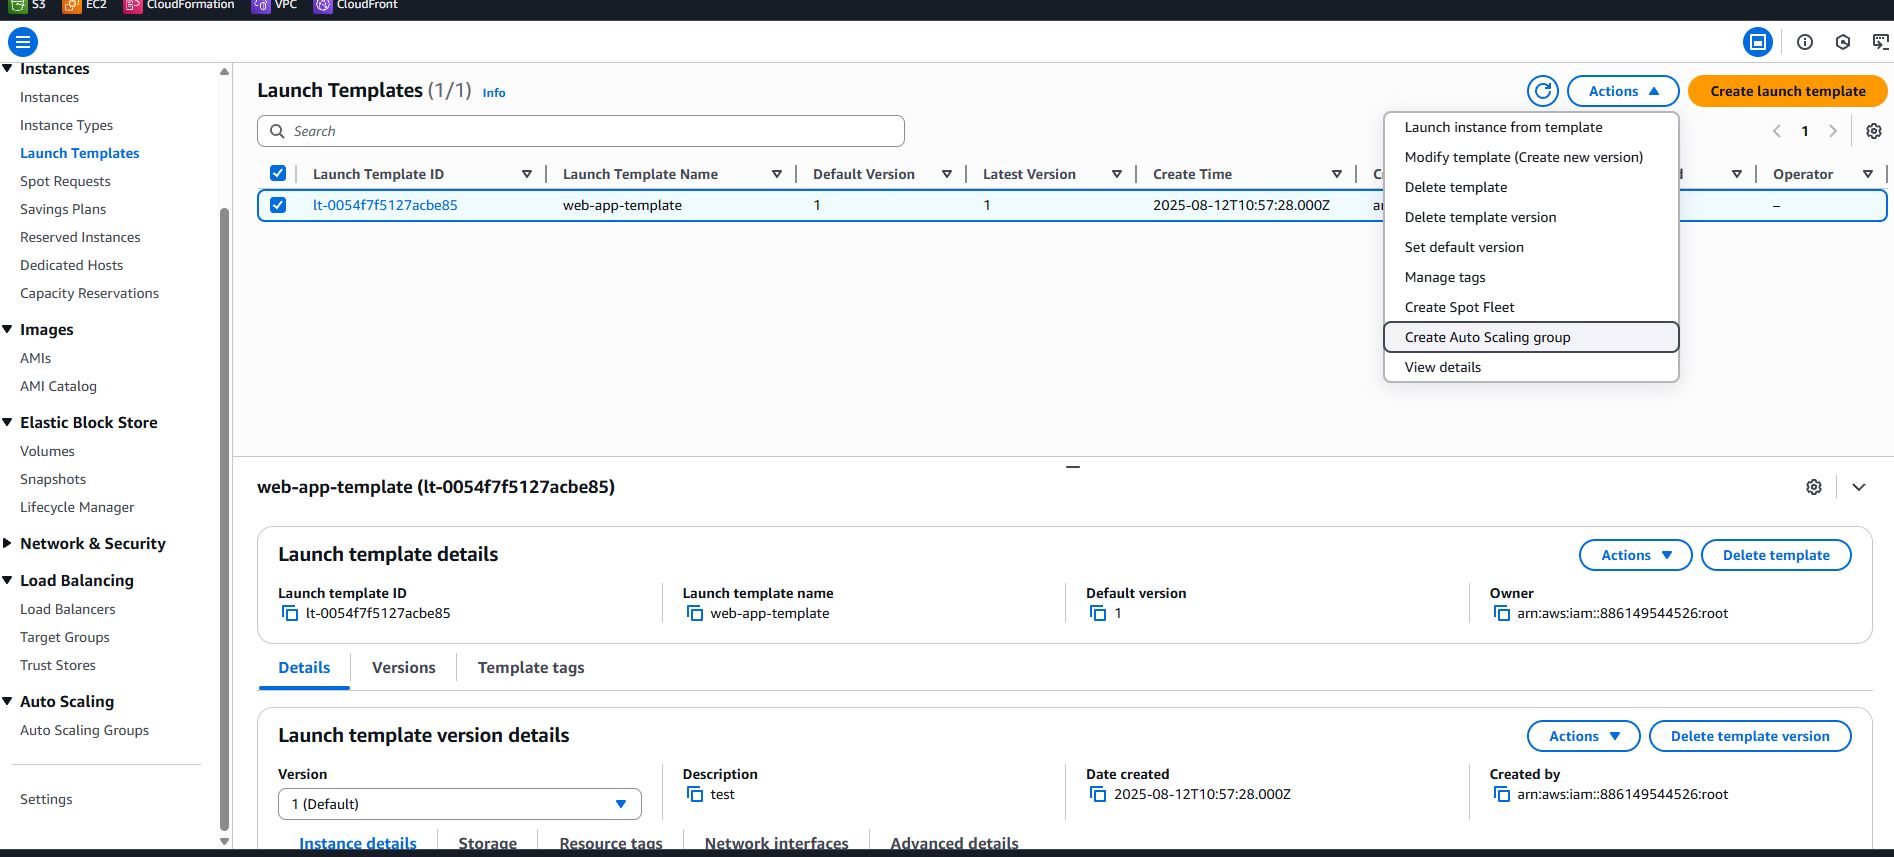 S3 EC2 CloudFormation VPC CloudFront
Instances
Instances
Instance Types
Launch Templates
Spot Requests
Savings Plans
Reserved Instances
Dedicated Hosts
Capacity Reservations
Images
AMIs
AMI Catalog
Elastic Block Store
Volumes
Snapshots
Lifecycle Manager
Network & Security
Load Balancing
Load Balancers
Target Groups
Trust Stores
Auto Scaling
Auto Scaling Groups
Settings
Launch Templates (1/1) Info
Actions
Create launch template
Search
1
Launch Template ID Launch Template Name Default Version Latest Version Create Time Operator
lt-0054f7f5127acbe85 web-app-template 1 1 2025-08-12T10:57:28.000Z –
Launch instance from template
Modify template (Create new version)
Delete template
Delete template version
Set default version
Manage tags
Create Spot Fleet
Create Auto Scaling group
View details
web-app-template (lt-0054f7f5127acbe85)
Launch template details
Actions
Delete template
Launch template ID Launch template name Default version Owner
lt-0054f7f5127acbe85 web-app-template 1 arn:aws:iam::886149544526:root
Details Versions Template tags
Launch template version details
Actions
Delete template version
Version Description Date created Created by
1 (Default) test 2025-08-12T10:57:28.000Z arn:aws:iam::886149544526:root
Instance details Storage Resource tags Network interfaces Advanced details